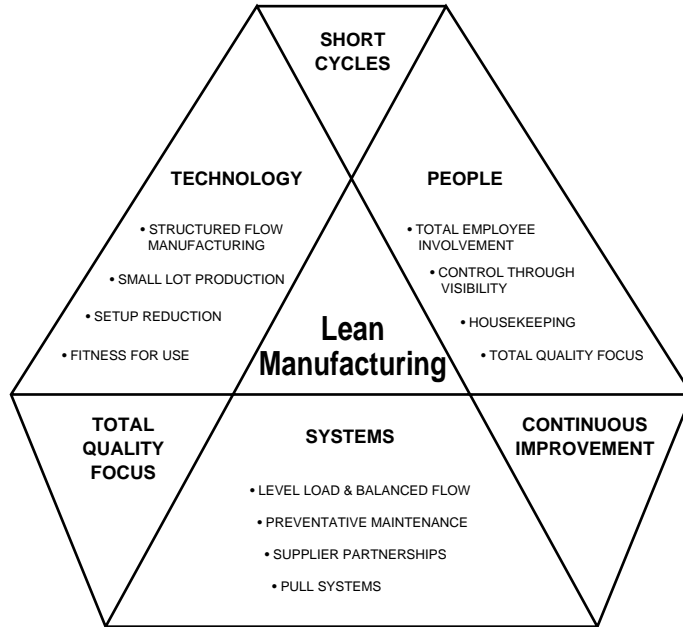 SHORT
CYCLES
TECHNOLOGY
• STRUCTURED FLOW
MANUFACTURING
• SMALL LOT PRODUCTION
• SETUP REDUCTION
• FITNESS FOR USE
PEOPLE
• TOTAL EMPLOYEE
INVOLVEMENT
• CONTROL THROUGH
VISIBILITY
• HOUSEKEEPING
• TOTAL QUALITY FOCUS
Lean
Manufacturing
TOTAL
QUALITY
FOCUS
SYSTEMS
• LEVEL LOAD & BALANCED FLOW
• PREVENTATIVE MAINTENANCE
• SUPPLIER PARTNERSHIPS
• PULL SYSTEMS
CONTINUOUS
IMPROVEMENT